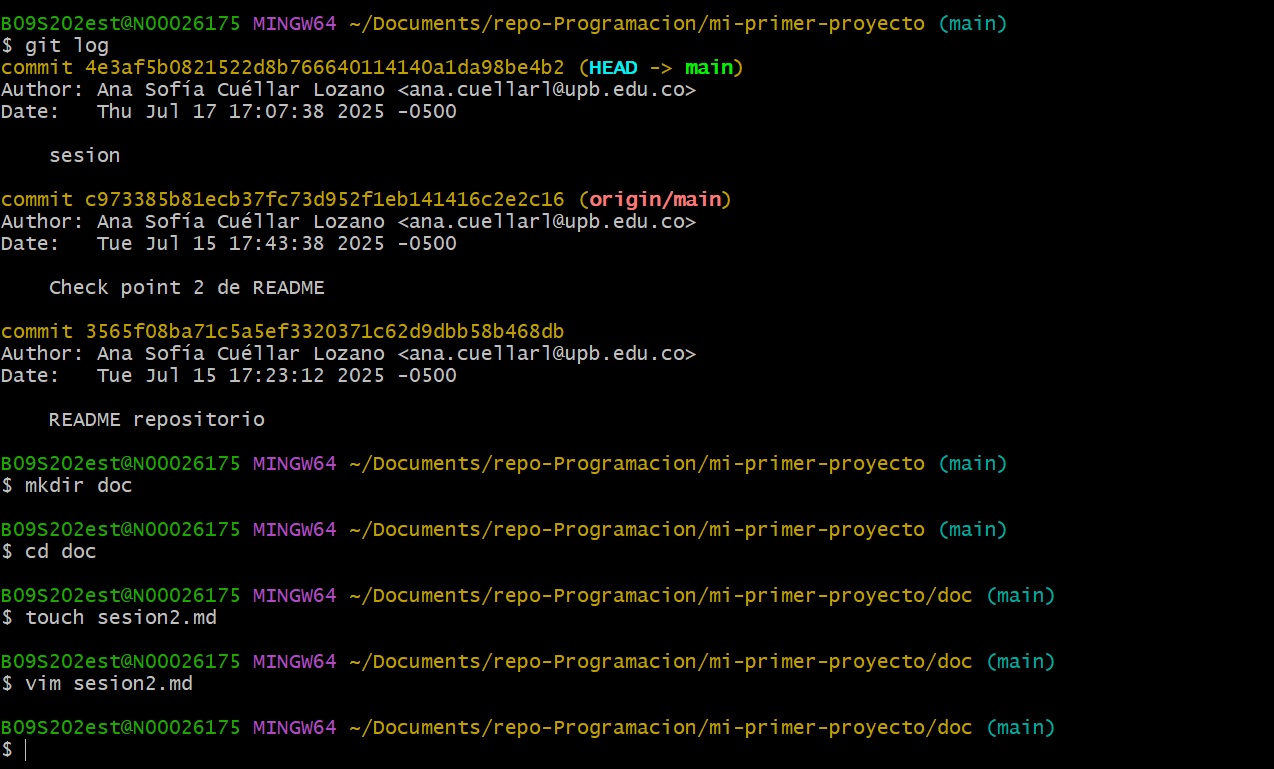 B09S202est@N00026175 MINGW64 ~/Documents/repo-Programacion/mi-primer-proyecto (main)
$ git log
commit 4e3af5b0821522d8b766640114140a1da98be4b2 (HEAD -> main)
Author: Ana Sofía Cuéllar Lozano <ana.cuellarl@upb.edu.co>
Date:   Thu Jul 17 17:07:38 2025 -0500

    sesion

commit c973385b81ecb37fc73d952f1eb141416c2e2c16 (origin/main)
Author: Ana Sofía Cuéllar Lozano <ana.cuellarl@upb.edu.co>
Date:   Tue Jul 15 17:43:38 2025 -0500

    Check point 2 de README

commit 3565f08ba71c5a5ef3320371c62d9dbb58b468db
Author: Ana Sofía Cuéllar Lozano <ana.cuellarl@upb.edu.co>
Date:   Tue Jul 15 17:23:12 2025 -0500

    README repositorio

B09S202est@N00026175 MINGW64 ~/Documents/repo-Programacion/mi-primer-proyecto (main)
$ mkdir doc

B09S202est@N00026175 MINGW64 ~/Documents/repo-Programacion/mi-primer-proyecto (main)
$ cd doc

B09S202est@N00026175 MINGW64 ~/Documents/repo-Programacion/mi-primer-proyecto/doc (main)
$ touch sesion2.md

B09S202est@N00026175 MINGW64 ~/Documents/repo-Programacion/mi-primer-proyecto/doc (main)
$ vim sesion2.md

B09S202est@N00026175 MINGW64 ~/Documents/repo-Programacion/mi-primer-proyecto/doc (main)
$